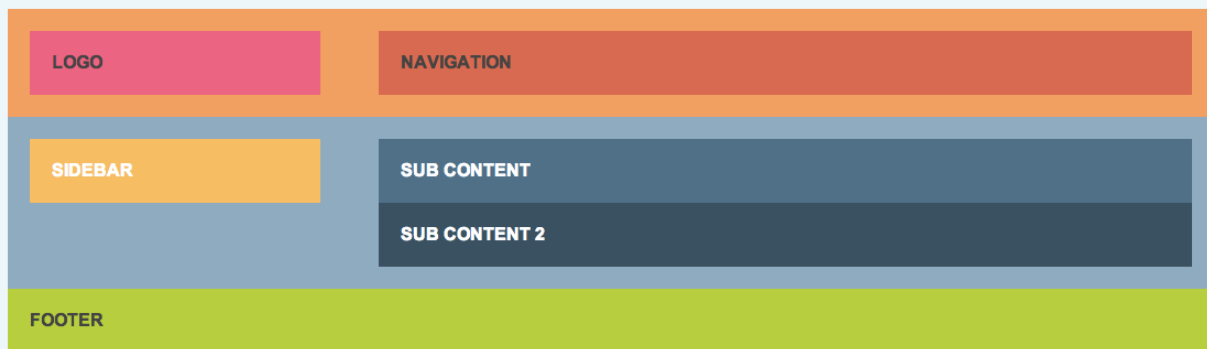 LOGO
NAVIGATION
SIDEBAR
SUB CONTENT
SUB CONTENT 2
FOOTER